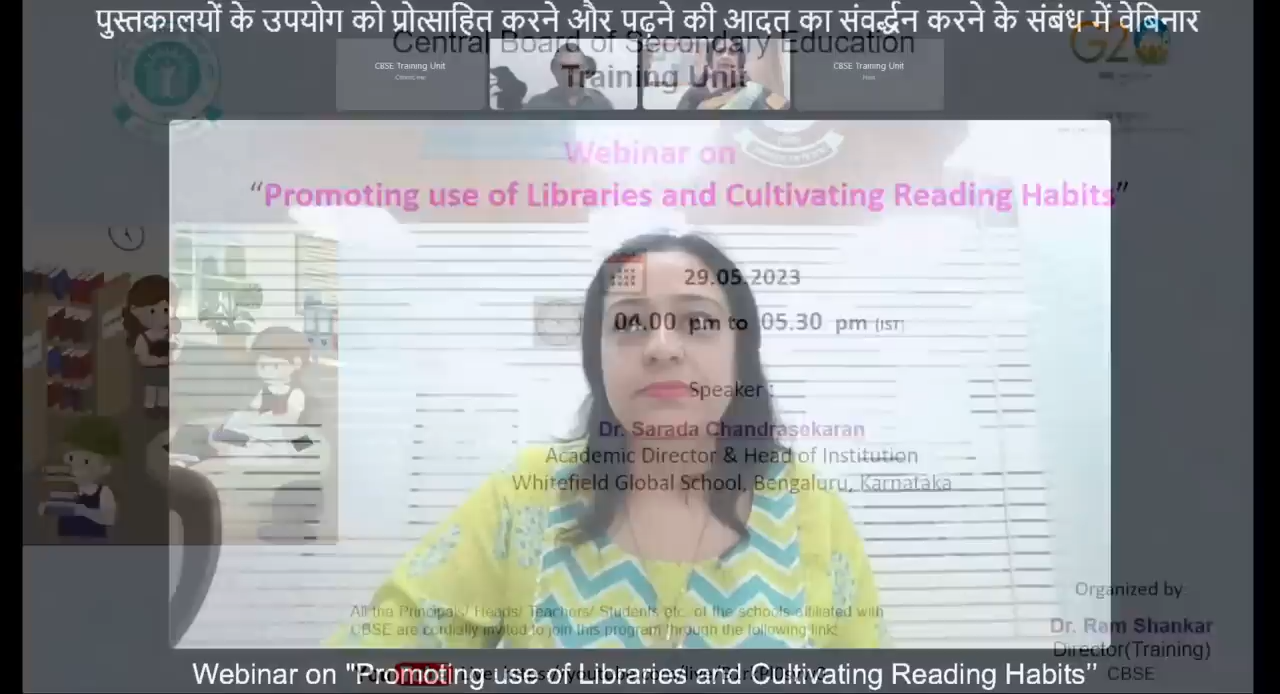 पुस्तकालयों के उपयोग को प्रोत्साहित करने और पढ़ने की आदत का संवर्द्धन करने के संबंध में वेबिनार
Central Board of Secondary Education
Training Unit
CBSE Training Unit
CBSE Training Unit
Host
G20
Webinar on
“Promoting use of Libraries and Cultivating Reading Habits”
29.05.2023
04.00 pm to 05.30 pm (IST)
Speaker :
Dr. Sarada Chandrasekaran
Academic Director & Head of Institution
Whitefield Global School, Bengaluru, Karnataka
All the Principals/ Heads/ Teachers/ Students etc. of the schools affiliated with
CBSE are cordially invited to join this program through the following link:
Organized by
Dr. Ram Shankar
Director(Training)
CBSE
Webinar on "Promoting use of Libraries and Cultivating Reading Habits"